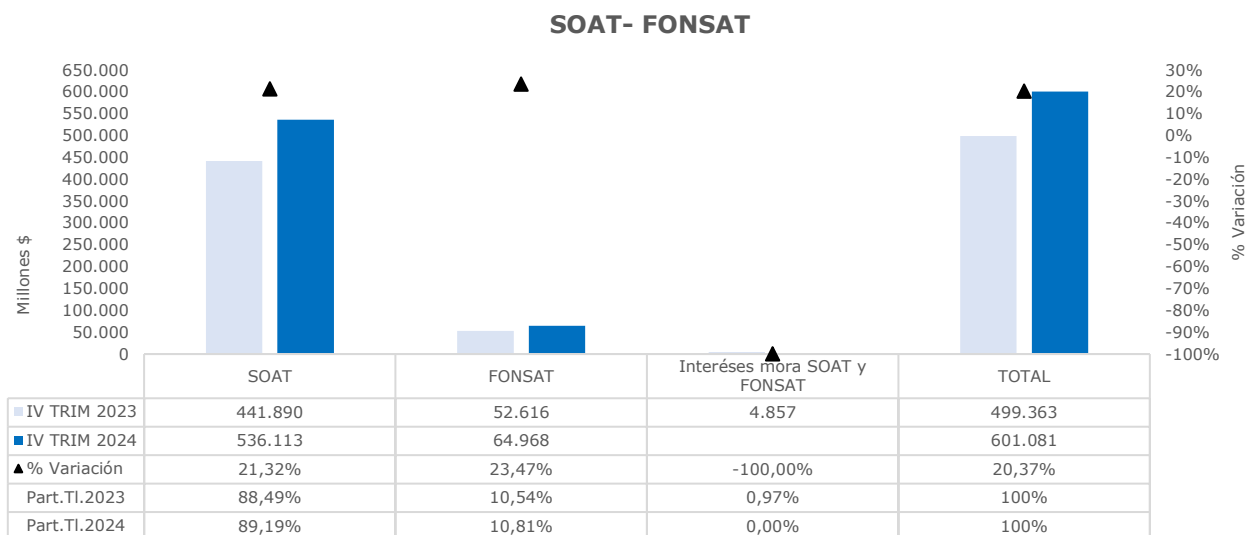 SOAT- FONSAT
Millones $
650.000
600.000
550.000
500.000
450.000
400.000
350.000
300.000
250.000
200.000
150.000
100.000
50.000
0
30%
20%
10%
0%
-10%
-20%
-30%
-40%
-50%
-60%
-70%
-80%
-90%
-100%
% Variación
SOAT FONSAT Interéses mora SOAT y TOTAL
FONSAT
IV TRIM 2023 441.890 52.616 4.857 499.363
IV TRIM 2024 536.113 64.968 601.081
% Variación 21,32% 23,47% -100,00% 20,37%
Part.Tl.2023 88,49% 10,54% 0,97% 100%
Part.Tl.2024 89,19% 10,81% 0,00% 100%